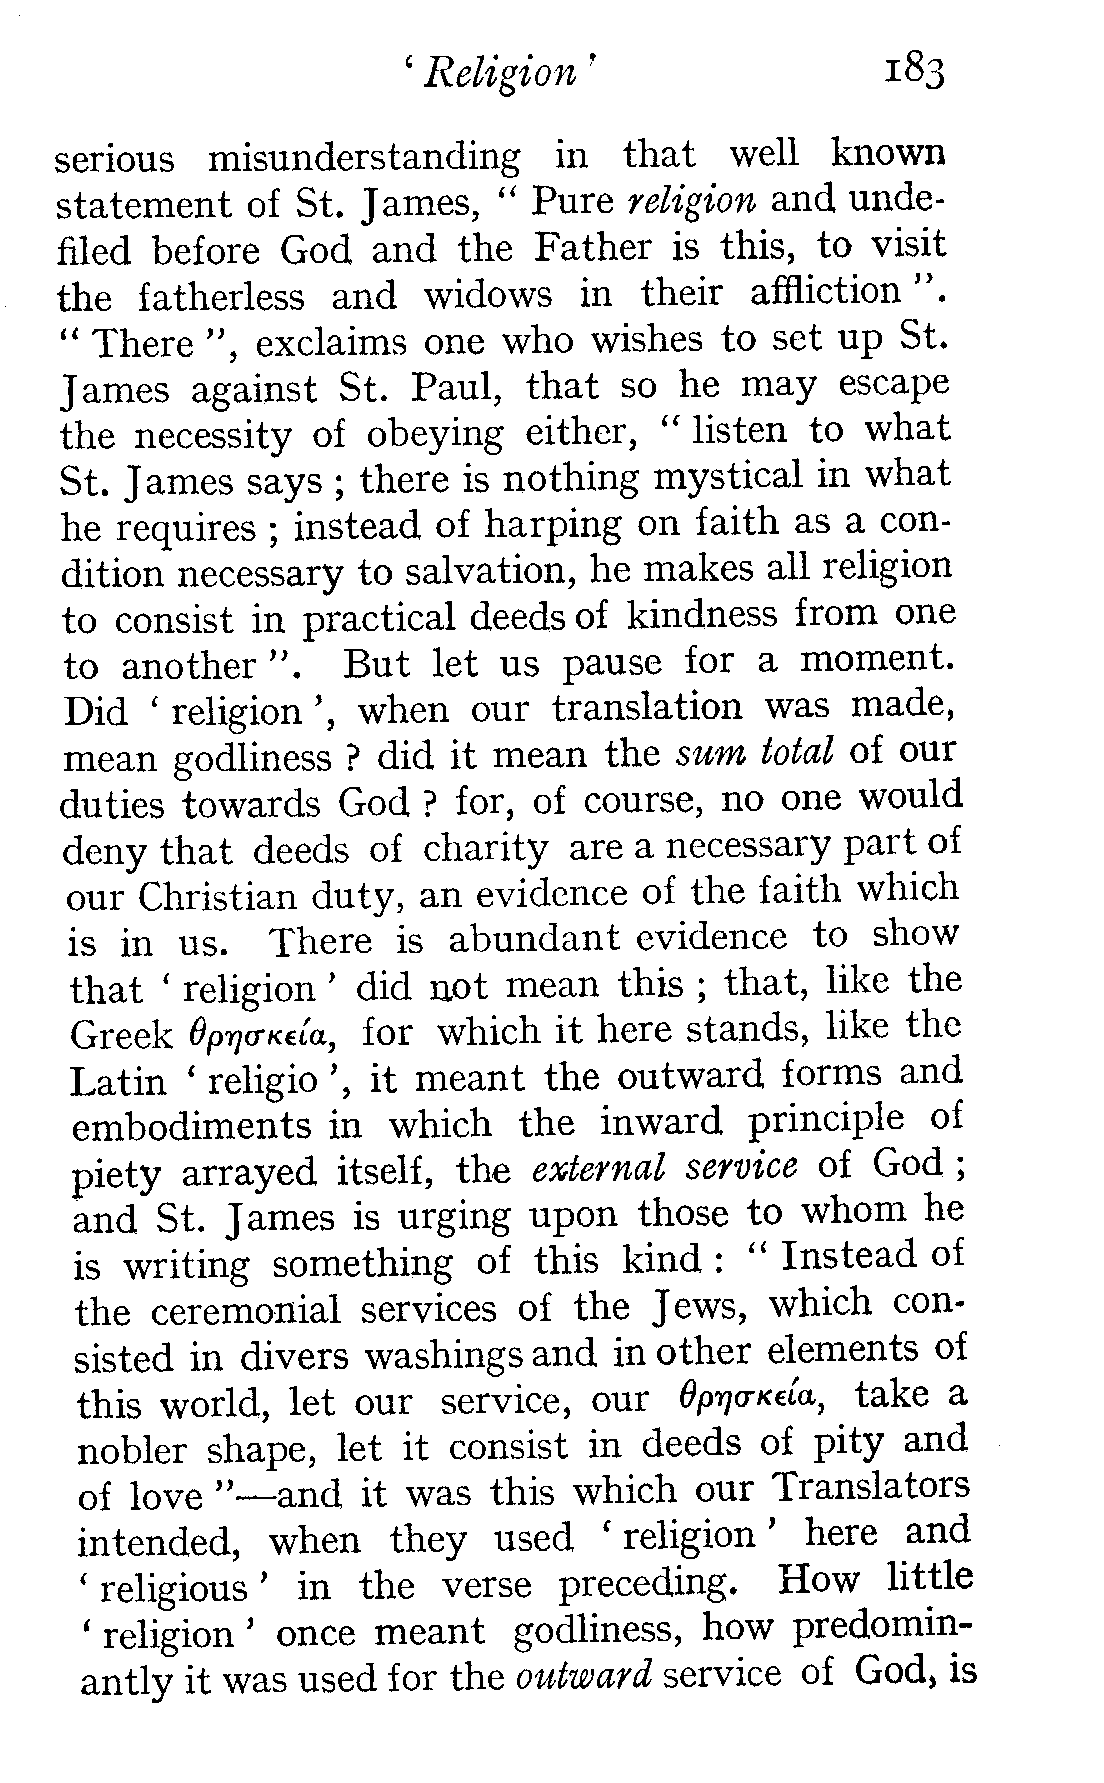 ‘ Religion ’ 183
serious misunderstanding in that well known
statement of St. James, “ Pure religion and unde-
filed before God and the Father is this, to visit
the fatherless and widows in their affliction ”.
“ There ”, exclaims one who wishes to set up St.
James against St. Paul, that so he may escape
the necessity of obeying either, “ listen to what
St. James says ; there is nothing mystical in what
he requires ; instead of harping on faith as a con-
dition necessary to salvation, he makes all religion
to consist in practical deeds of kindness from one
to another ”. But let us pause for a moment.
Did ‘ religion ’, when our translation was made,
mean godliness ? did it mean the sum total of our
duties towards God ? for, of course, no one would
deny that deeds of charity are a necessary part of
our Christian duty, an evidence of the faith which
is in us. There is abundant evidence to show
that ‘ religion ’ did not mean this ; that, like the
Greek θρησκεία, for which it here stands, like the
Latin ‘ religio ’, it meant the outward forms and
embodiments in which the inward principle of
piety arrayed itself, the external service of God ;
and St. James is urging upon those to whom he
is writing something of this kind : “ Instead of
the ceremonial services of the Jews, which con-
sisted in divers washings and in other elements of
this world, let our service, our θρησκεία, take a
nobler shape, let it consist in deeds of pity and
of love ”—and it was this which our Translators
intended, when they used ‘ religion ’ here and
‘ religious ’ in the verse preceding. How little
‘ religion ’ once meant godliness, how predomin-
antly it was used for the outward service of God, is